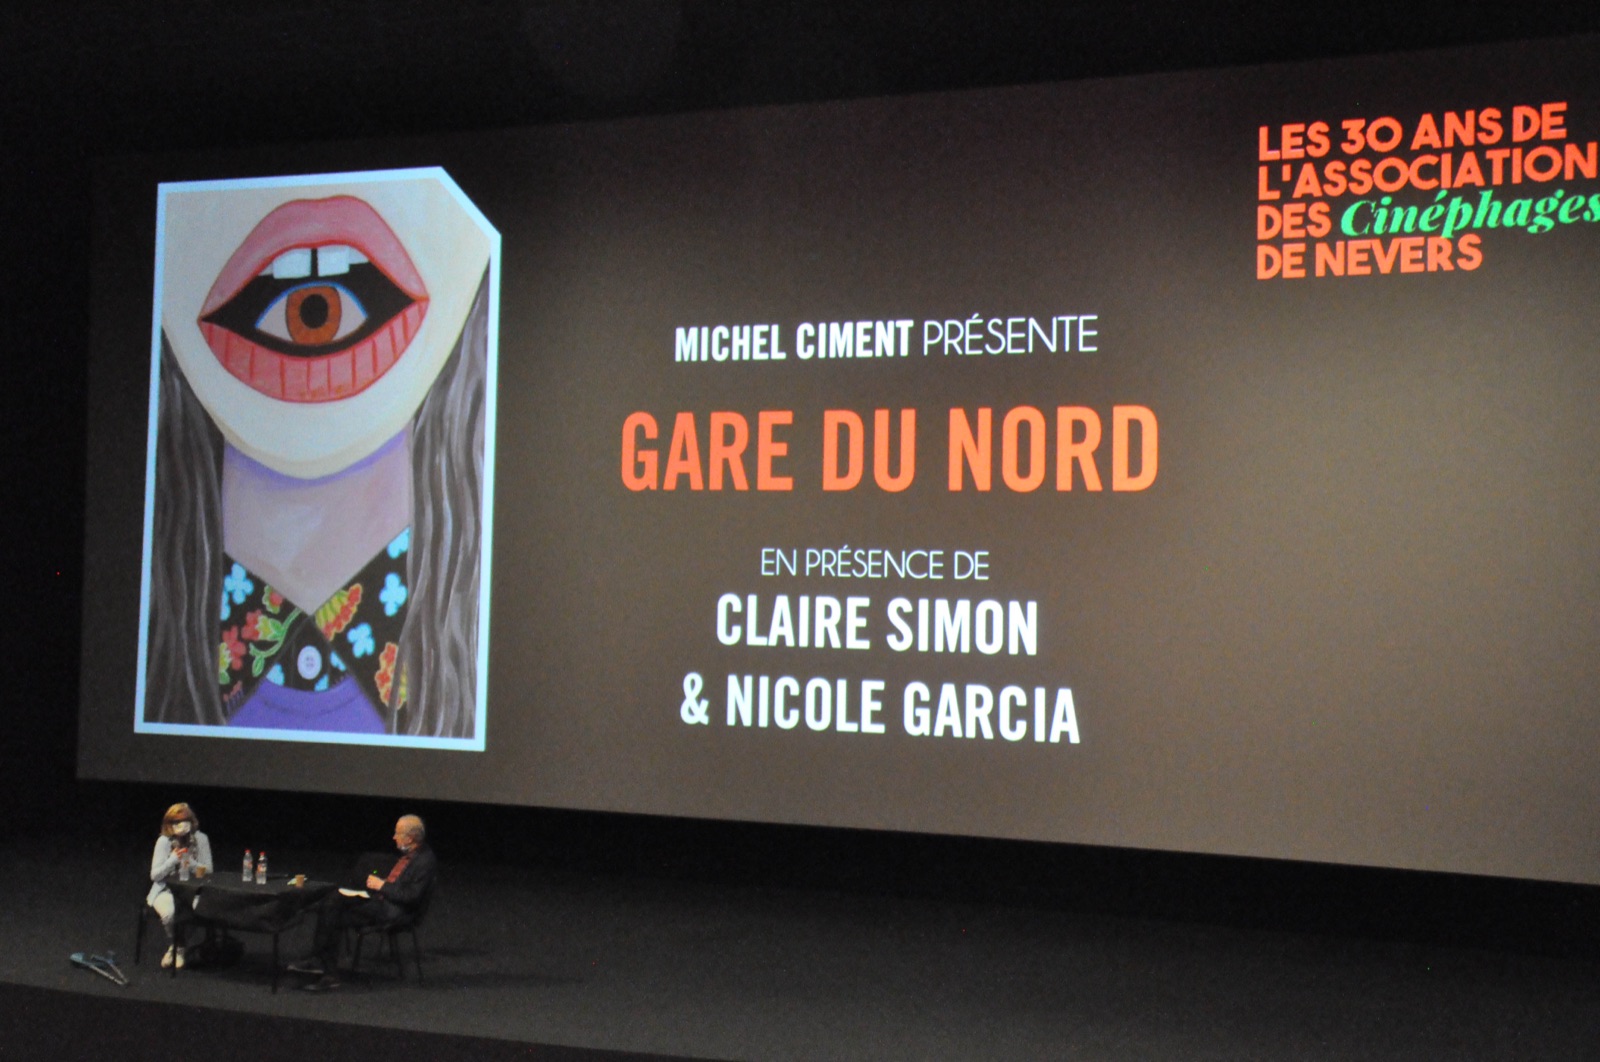 LES 30 ANS DE
L'ASSOCIATION
DES Cinéphages
DE NEVERS
MICHEL CIMENT PRÉSENTE
GARE DU NORD
EN PRÉSENCE DE
CLAIRE SIMON
& NICOLE GARCIA